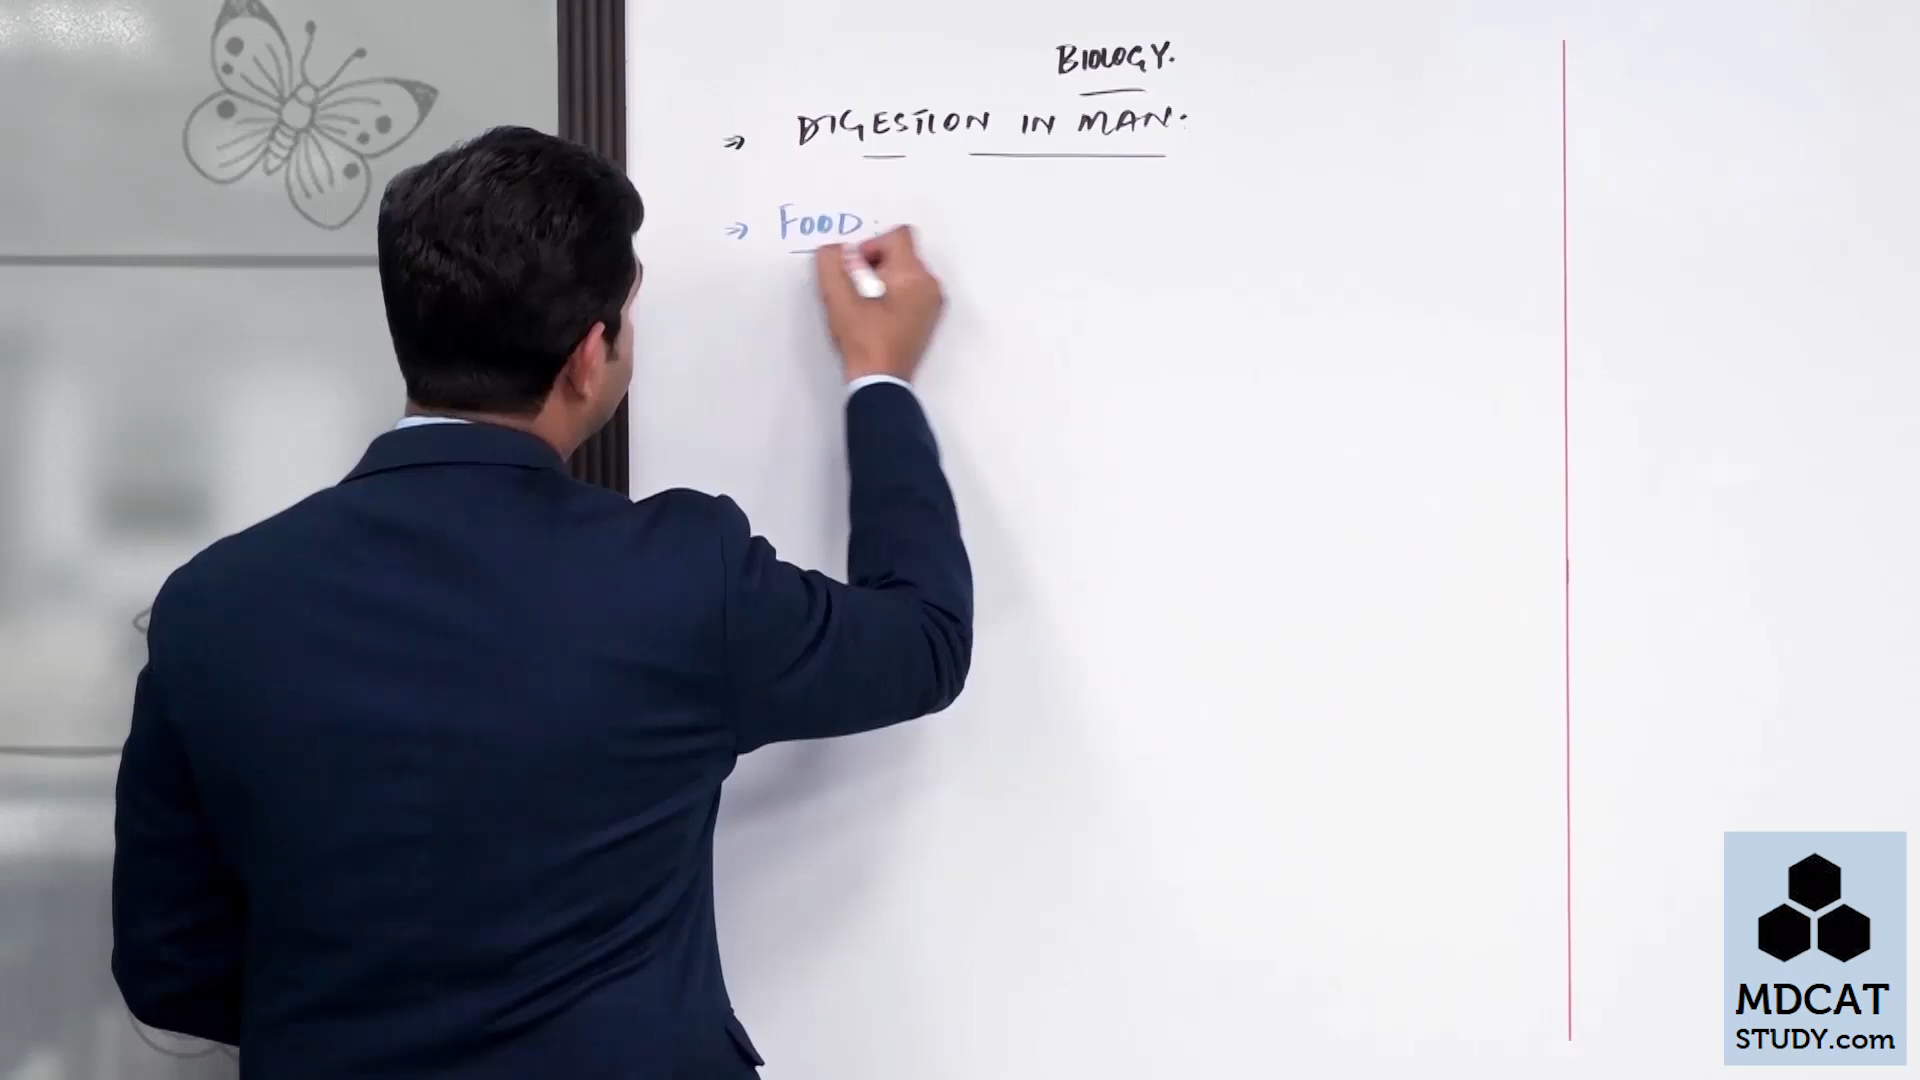 BIOLOGY.
⇒ DIGESTION IN MAN.
⇒ FOOD:
MDCAT
STUDY.com